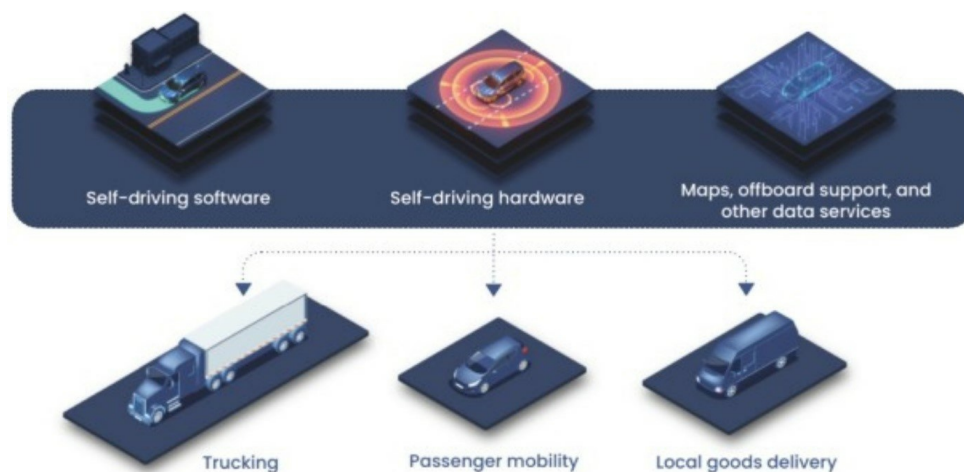 Self-driving software
Self-driving hardware
Maps, offboard support, and
other data services
Trucking
Passenger mobility
Local goods delivery